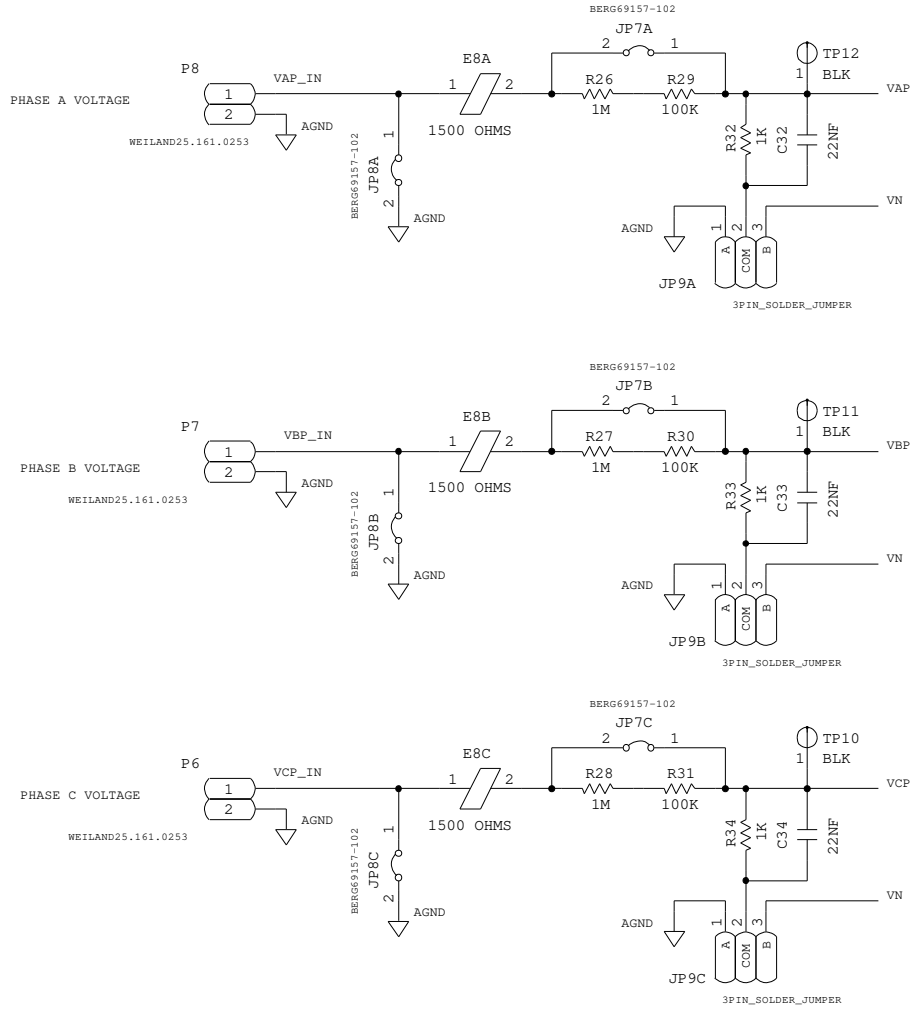 BERG69157-102
JP7A
2 1
TP12
1 BLK
P8
VAP_IN
E8A
1 2
R26 R29
VAP
PHASE A VOLTAGE
1
2
1500 OHMS
1M 100K
AGND
WEILAND25.161.0253
BERG69157-102
JP8A
1
2
AGND
R32
1K
C32
22NF
VN
AGND
1 2 3
A COM B
JP9A
3PIN_SOLDER_JUMPER
BERG69157-102
JP7B
2 1
TP11
1 BLK
P7
VBP_IN
E8B
1 2
R27 R30
VBP
PHASE B VOLTAGE
1
2
1500 OHMS
1M 100K
AGND
WEILAND25.161.0253
BERG69157-102
JP8B
1
2
AGND
R33
1K
C33
22NF
VN
AGND
1 2 3
A COM B
JP9B
3PIN_SOLDER_JUMPER
BERG69157-102
JP7C
2 1
TP10
1 BLK
P6
VCP_IN
E8C
1 2
R28 R31
VCP
PHASE C VOLTAGE
1
2
1500 OHMS
1M 100K
AGND
WEILAND25.161.0253
BERG69157-102
JP8C
1
2
AGND
R34
1K
C34
22NF
VN
AGND
1 2 3
A COM B
JP9C
3PIN_SOLDER_JUMPER